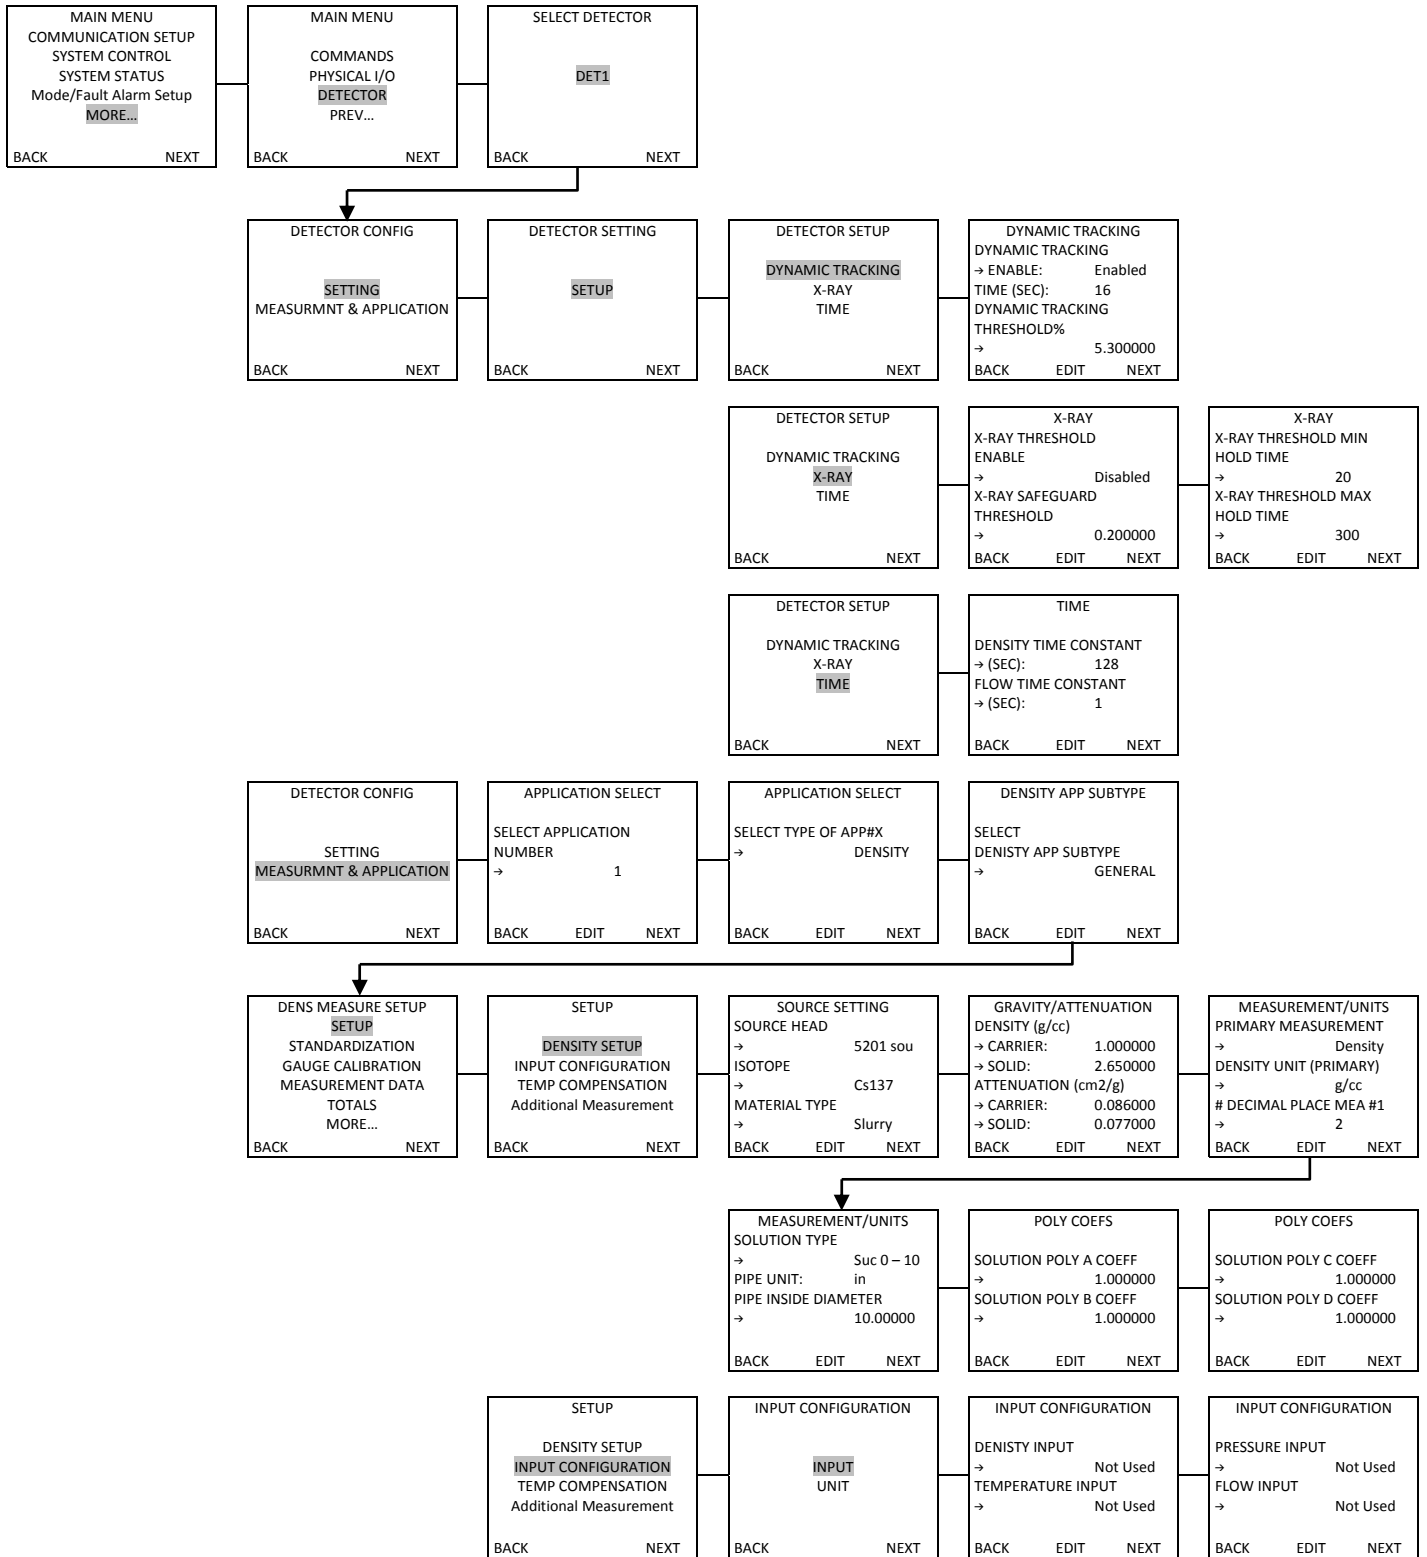 MAIN MENU
COMMUNICATION SETUP
SYSTEM CONTROL
SYSTEM STATUS
Mode/Fault Alarm Setup
MORE...
BACK NEXT
MAIN MENU
COMMANDS
PHYSICAL I/O
DETECTOR
PREV...
BACK NEXT
SELECT DETECTOR
DET1
BACK NEXT
DETECTOR CONFIG
SETTING
MEASURMNT & APPLICATION
BACK NEXT
DETECTOR SETTING
SETUP
BACK NEXT
DETECTOR SETUP
DYNAMIC TRACKING
X-RAY
TIME
BACK NEXT
DYNAMIC TRACKING
DYNAMIC TRACKING
→ ENABLE: Enabled
TIME (SEC): 16
DYNAMIC TRACKING
THRESHOLD%
→ 5.300000
BACK EDIT NEXT
DETECTOR SETUP
DYNAMIC TRACKING
X-RAY
TIME
BACK NEXT
X-RAY
X-RAY THRESHOLD
ENABLE
→ Disabled
X-RAY SAFEGUARD
THRESHOLD
→ 0.200000
BACK EDIT NEXT
X-RAY
X-RAY THRESHOLD MIN
HOLD TIME
→ 20
X-RAY THRESHOLD MAX
HOLD TIME
→ 300
BACK EDIT NEXT
DETECTOR SETUP
DYNAMIC TRACKING
X-RAY
TIME
BACK NEXT
TIME
DENSITY TIME CONSTANT
→ (SEC): 128
FLOW TIME CONSTANT
→ (SEC): 1
BACK EDIT NEXT
DETECTOR CONFIG
SETTING
MEASURMNT & APPLICATION
BACK NEXT
APPLICATION SELECT
SELECT APPLICATION
NUMBER
→ 1
BACK EDIT NEXT
APPLICATION SELECT
SELECT TYPE OF APP#X
→ DENSITY
BACK EDIT NEXT
DENSITY APP SUBTYPE
SELECT
DENISTY APP SUBTYPE
→ GENERAL
BACK EDIT NEXT
DENS MEASURE SETUP
SETUP
STANDARDIZATION
GAUGE CALIBRATION
MEASUREMENT DATA
TOTALS
MORE...
BACK NEXT
SETUP
DENSITY SETUP
INPUT CONFIGURATION
TEMP COMPENSATION
Additional Measurement
BACK NEXT
SOURCE SETTING
SOURCE HEAD
→ 5201 sou
ISOTOPE
→ Cs137
MATERIAL TYPE
→ Slurry
BACK EDIT NEXT
GRAVITY/ATTENUATION
DENSITY (g/cc)
→ CARRIER: 1.000000
→ SOLID: 2.650000
ATTENUATION (cm2/g)
→ CARRIER: 0.086000
→ SOLID: 0.077000
BACK EDIT NEXT
MEASUREMENT/UNITS
PRIMARY MEASUREMENT
→ Density
DENSITY UNIT (PRIMARY)
→ g/cc
# DECIMAL PLACE MEA #1
→ 2
BACK EDIT NEXT
MEASUREMENT/UNITS
SOLUTION TYPE
→ Suc 0 – 10
PIPE UNIT: in
PIPE INSIDE DIAMETER
→ 10.00000
BACK EDIT NEXT
POLY COEFS
SOLUTION POLY A COEFF
→ 1.000000
SOLUTION POLY B COEFF
→ 1.000000
BACK EDIT NEXT
POLY COEFS
SOLUTION POLY C COEFF
→ 1.000000
SOLUTION POLY D COEFF
→ 1.000000
BACK EDIT NEXT
SETUP
DENSITY SETUP
INPUT CONFIGURATION
TEMP COMPENSATION
Additional Measurement
BACK NEXT
INPUT CONFIGURATION
INPUT
UNIT
BACK NEXT
INPUT CONFIGURATION
DENISTY INPUT
→ Not Used
TEMPERATURE INPUT
→ Not Used
BACK EDIT NEXT
INPUT CONFIGURATION
PRESSURE INPUT
→ Not Used
FLOW INPUT
→ Not Used
BACK EDIT NEXT